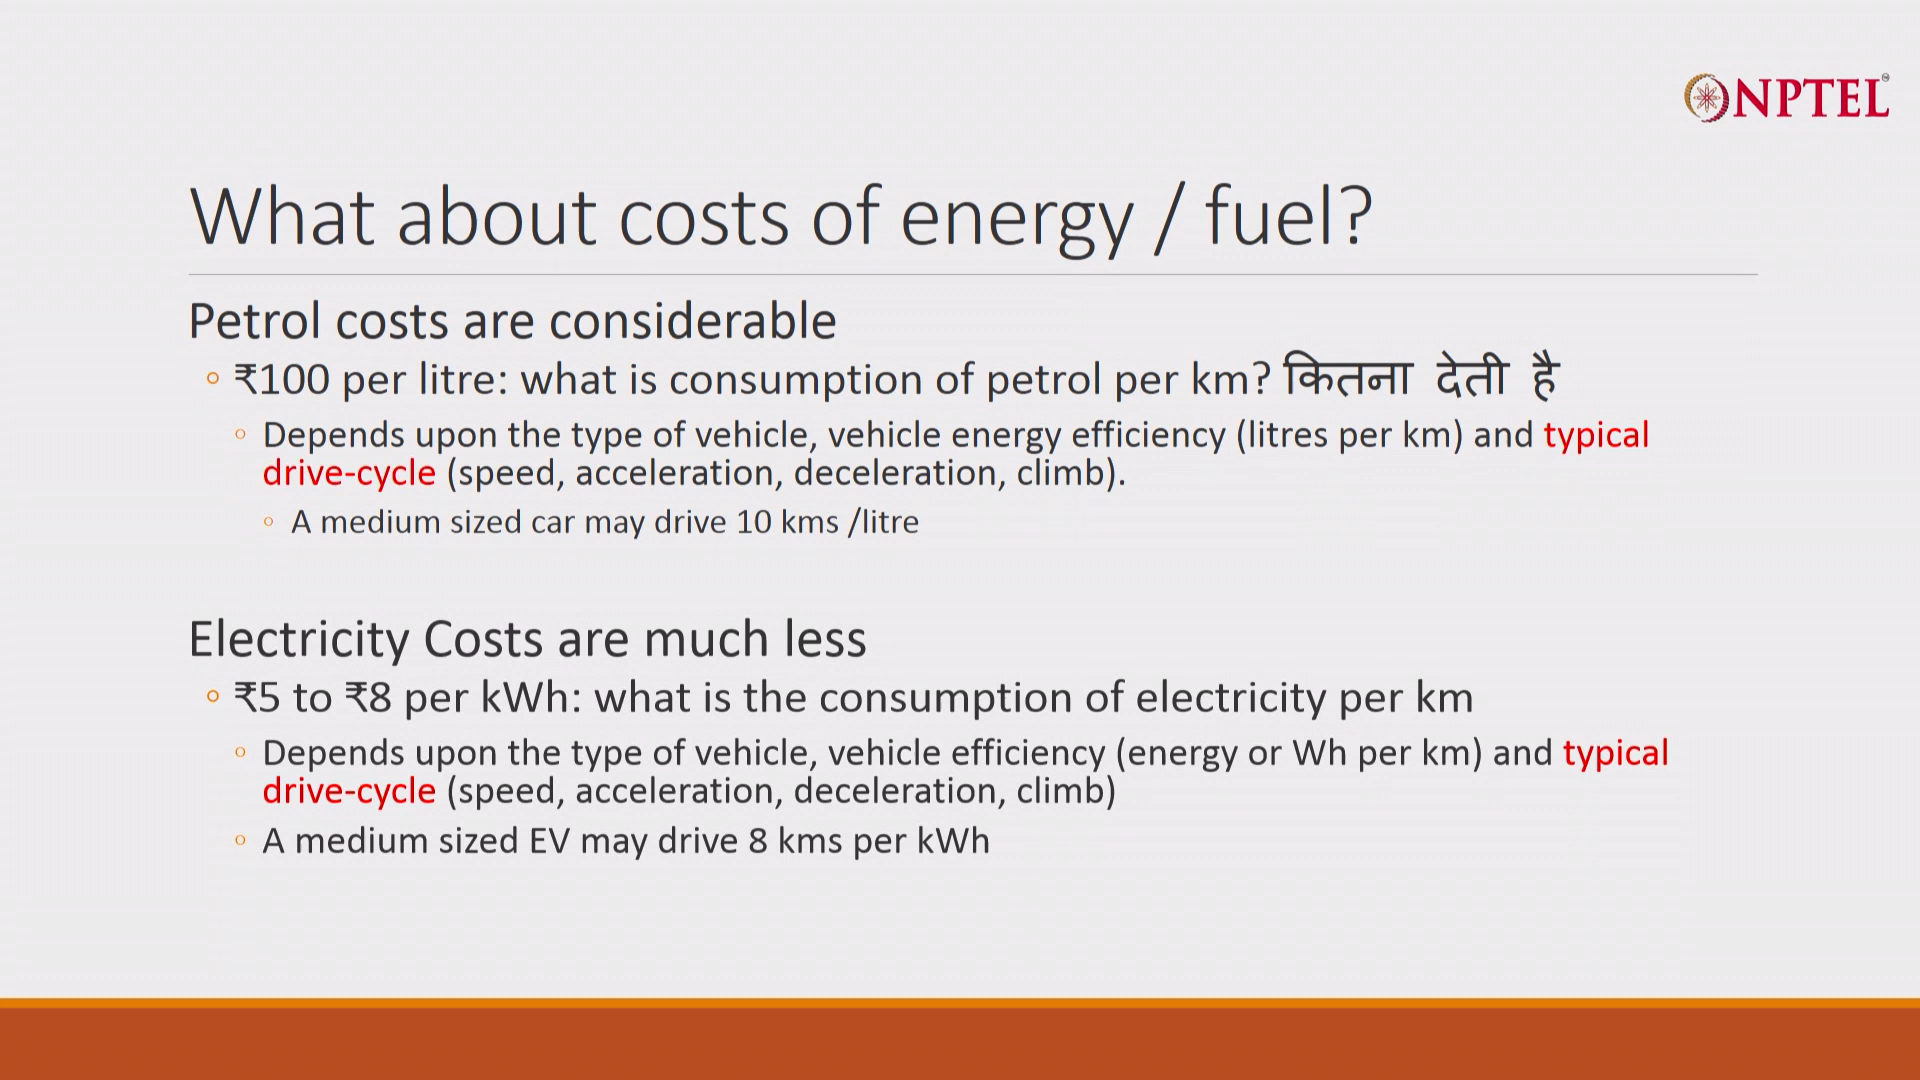 NPTEL
What about costs of energy / fuel?
Petrol costs are considerable
◦ ₹100 per litre: what is consumption of petrol per km? कितना देती है
◦ Depends upon the type of vehicle, vehicle energy efficiency (litres per km) and typical
drive-cycle (speed, acceleration, deceleration, climb).
◦ A medium sized car may drive 10 kms /litre
Electricity Costs are much less
◦ ₹5 to ₹8 per kWh: what is the consumption of electricity per km
◦ Depends upon the type of vehicle, vehicle efficiency (energy or Wh per km) and typical
drive-cycle (speed, acceleration, deceleration, climb)
◦ A medium sized EV may drive 8 kms per kWh